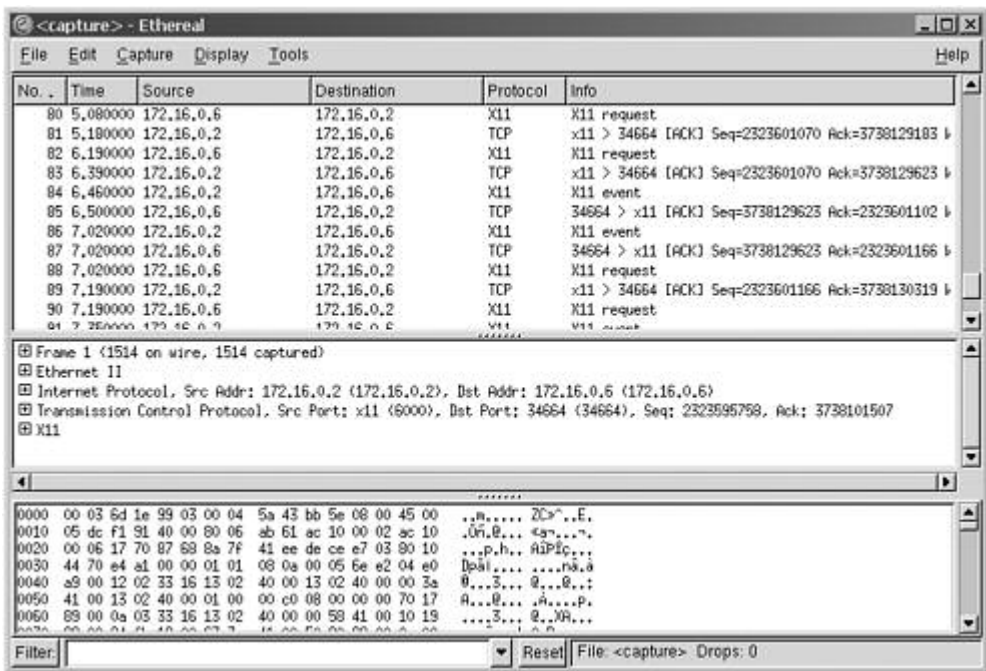 <capture> - Ethereal
File Edit Capture Display Tools Help
No. . Time Source Destination Protocol Info
80 5.080000 172.16.0.6 172.16.0.2 X11 X11 request
81 5.180000 172.16.0.2 172.16.0.6 TCP x11 > 34664 [ACK] Seq=2323601070 Ack=3738129183
82 6.190000 172.16.0.6 172.16.0.2 X11 X11 request
83 6.390000 172.16.0.2 172.16.0.6 TCP x11 > 34664 [ACK] Seq=2323601070 Ack=3738129623
84 6.460000 172.16.0.2 172.16.0.6 X11 X11 event
85 6.500000 172.16.0.6 172.16.0.2 TCP 34664 > x11 [ACK] Seq=3738129623 Ack=2323601102
86 7.020000 172.16.0.2 172.16.0.6 X11 X11 event
87 7.020000 172.16.0.6 172.16.0.2 TCP 34664 > x11 [ACK] Seq=3738129623 Ack=2323601166
88 7.020000 172.16.0.6 172.16.0.2 X11 X11 request
89 7.190000 172.16.0.2 172.16.0.6 TCP x11 > 34664 [ACK] Seq=2323601166 Ack=3738130319
90 7.190000 172.16.0.6 172.16.0.2 X11 X11 request
Frame 1 (1514 on wire, 1514 captured)
Ethernet II
Internet Protocol, Src Addr: 172.16.0.2 (172.16.0.2), Dst Addr: 172.16.0.6 (172.16.0.6)
Transmission Control Protocol, Src Port: x11 (6000), Dst Port: 34664 (34664), Seq: 2323595758, Ack: 3738101507
X11
0000 00 03 6d 1e 99 03 00 04 5a 43 bb 5e 08 00 45 00
0010 05 dc f1 91 40 00 80 06 ab 61 ac 10 00 02 ac 10
0020 00 06 17 70 87 68 8a 7f 41 ee de ce e7 03 80 10
0030 44 70 e4 a1 00 00 01 01 08 0a 00 05 6e e2 04 e0
0040 a9 00 12 02 33 16 13 02 40 00 13 02 40 00 00 3a
0050 41 00 13 02 40 00 01 00 00 c0 08 00 00 00 70 17
0060 89 00 0a 03 33 16 13 02 40 00 00 58 41 00 10 19
Filter: Reset File: <capture> Drops: 0